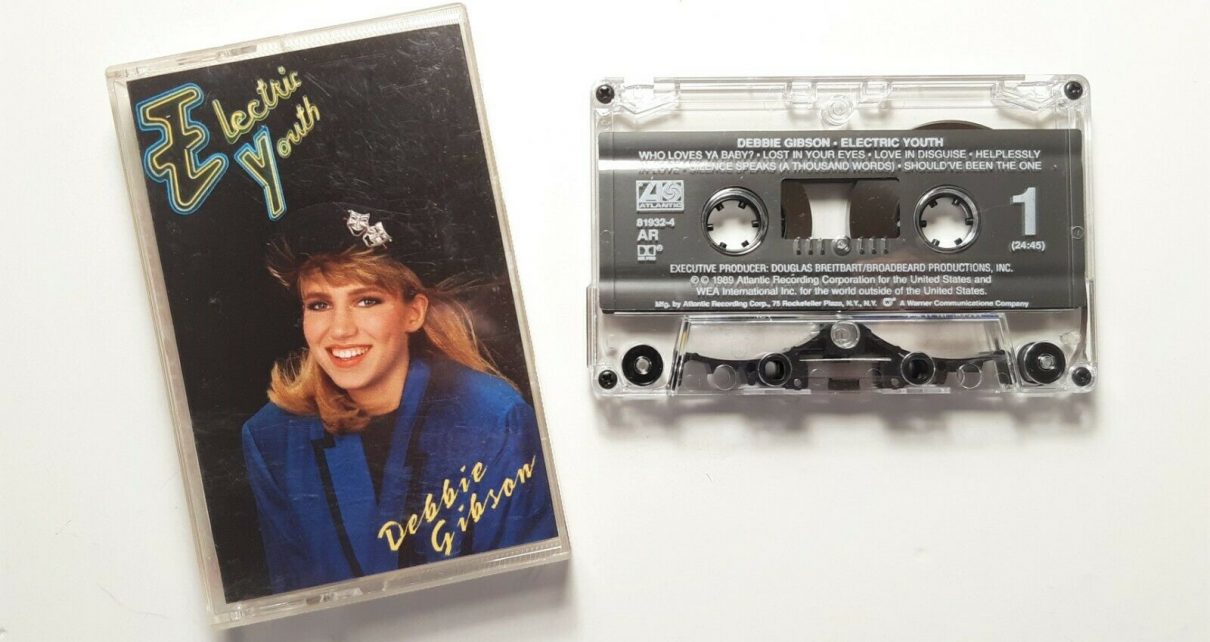 Electric
Youth
Debbie
Gibson
DEBBIE GIBSON • ELECTRIC YOUTH
WHO LOVES YA BABY? • LOST IN YOUR EYES • LOVE IN DISGUISE • HELPLESSLY
IN LOVE • SILENCE SPEAKS (A THOUSAND WORDS) • SHOULD'VE BEEN THE ONE
ATLANTIC
81932-4
AR
1
(24:45)
EXECUTIVE PRODUCER: DOUGLAS BREITBART/BROADBEARD PRODUCTIONS, INC.
℗ © 1989 Atlantic Recording Corporation for the United States and
WEA International Inc. for the world outside of the United States.
Mfg. by Atlantic Recording Corp., 75 Rockefeller Plaza, N.Y., N.Y. A Warner Communications Company